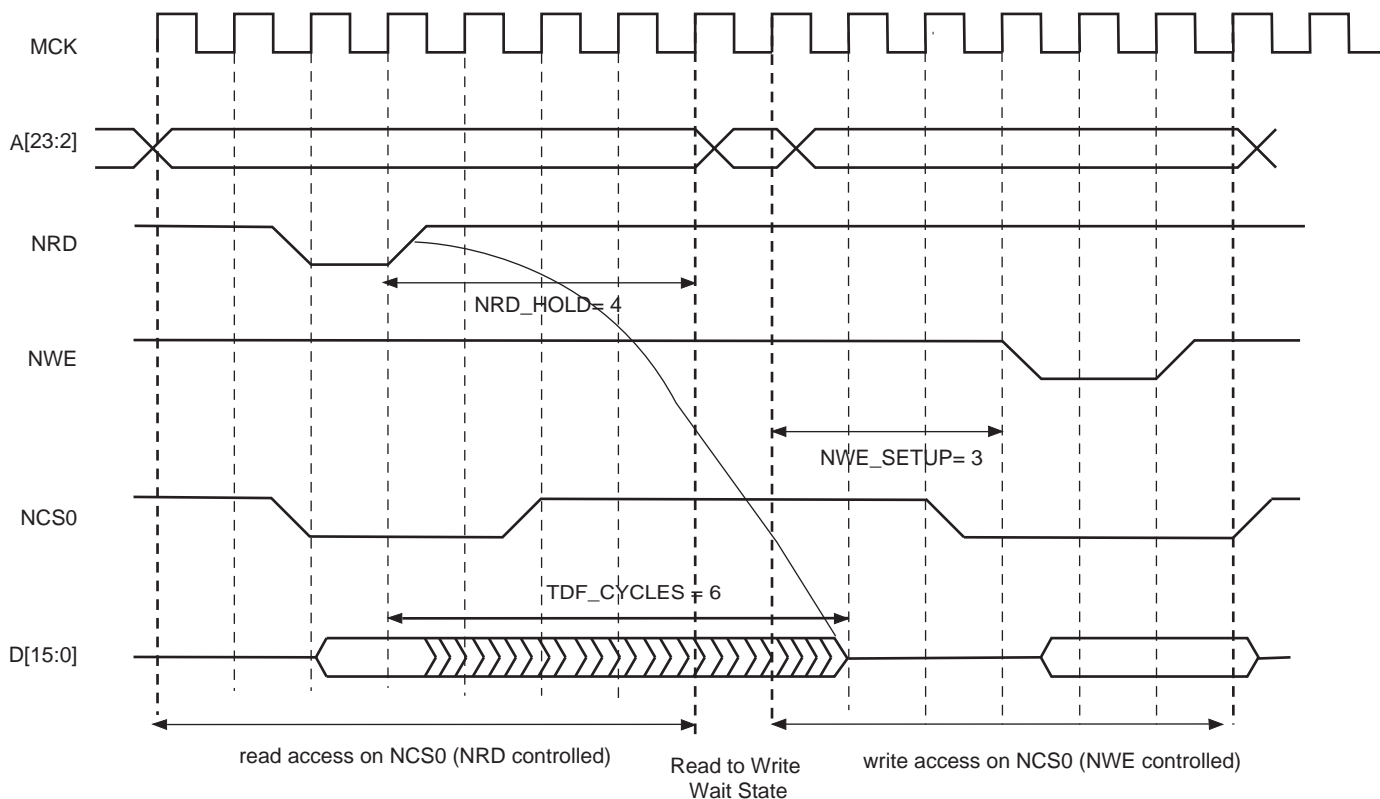 MCK
A[23:2]
NRD
NRD_HOLD= 4
NWE
NWE_SETUP= 3
NCS0
TDF_CYCLES = 6
D[15:0]
read access on NCS0 (NRD controlled)
Read to Write
Wait State
write access on NCS0 (NWE controlled)